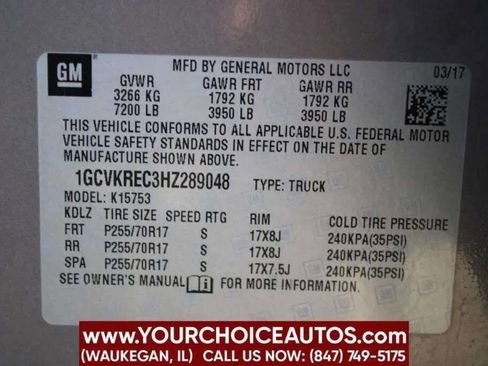 GM
MFD BY GENERAL MOTORS LLC 03/17
GVWR GAWR FRT GAWR RR
3266 KG 1792 KG 1792 KG
7200 LB 3950 LB 3950 LB
THIS VEHICLE CONFORMS TO ALL APPLICABLE U.S. FEDERAL MOTOR
VEHICLE SAFETY STANDARDS IN EFFECT ON THE DATE OF
MANUFACTURE SHOWN ABOVE.
1GCVKREC3HZ289048 TYPE: TRUCK
MODEL: K15753
KDLZ TIRE SIZE SPEED RTG RIM COLD TIRE PRESSURE
FRT P255/70R17 S 17X8J 240KPA(35PSI)
RR P255/70R17 S 17X8J 240KPA(35PSI)
SPA P255/70R17 S 17X7.5J 240KPA(35PSI)
SEE OWNER'S MANUAL i FOR MORE INFORMATION.
WWW.YOURCHOICEAUTOS.COM
(WAUKEGAN, IL) CALL US NOW: (847) 749-5175